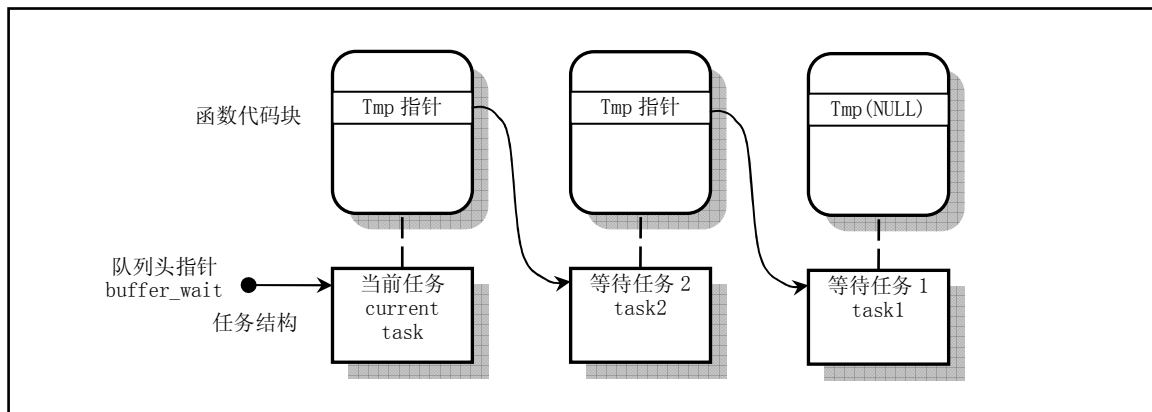 函数代码块
Tmp 指针
Tmp 指针
Tmp(NULL)
队列头指针
buffer_wait
任务结构
当前任务
current
task
等待任务 2
task2
等待任务 1
task1